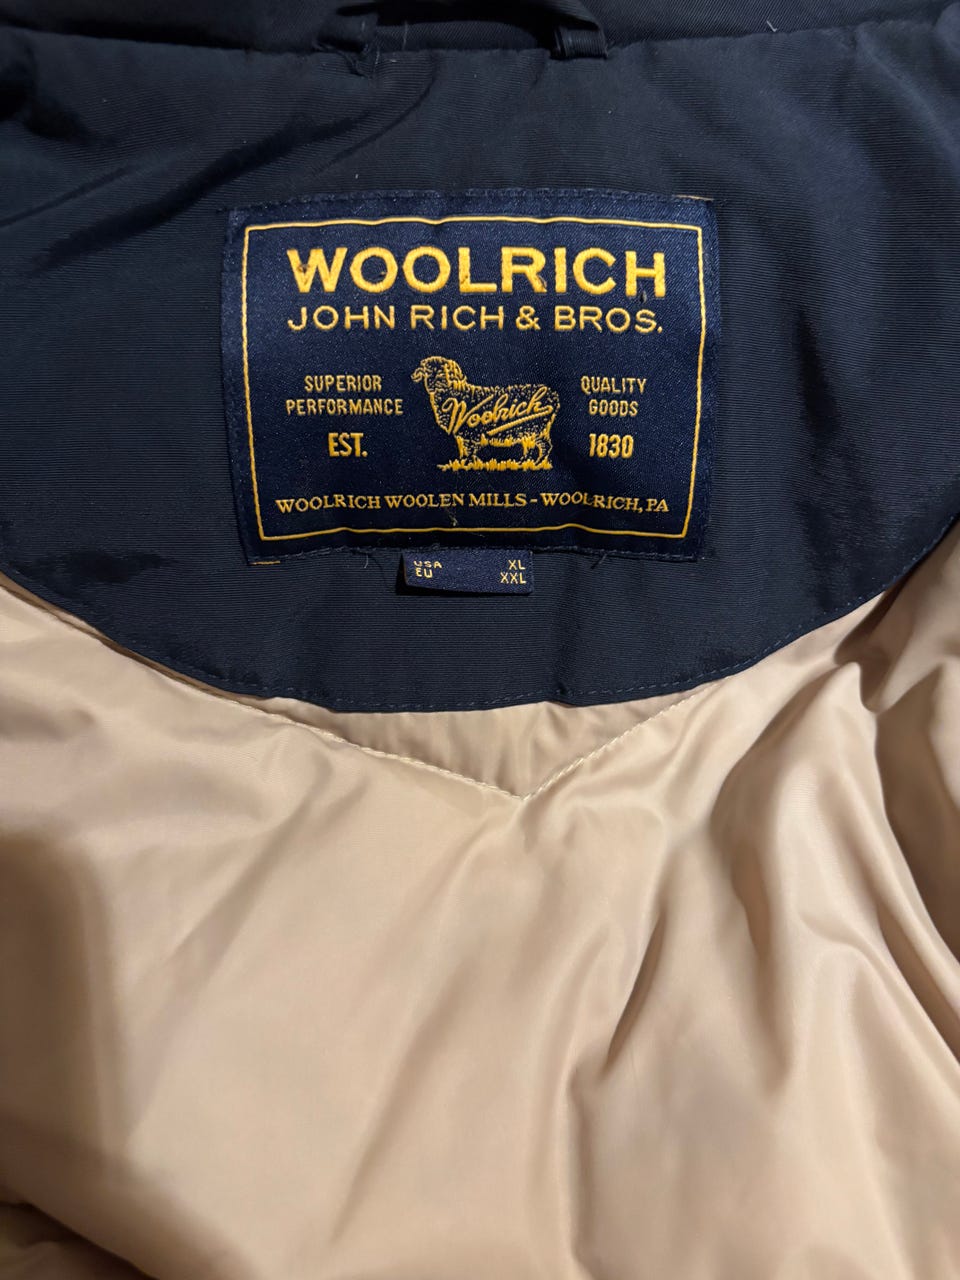 WOOLRICH
JOHN RICH & BROS.
SUPERIOR
PERFORMANCE
EST.
Woolrich
QUALITY
GOODS
1830
WOOLRICH WOOLEN MILLS - WOOLRICH, PA
USA XL
EU XXL